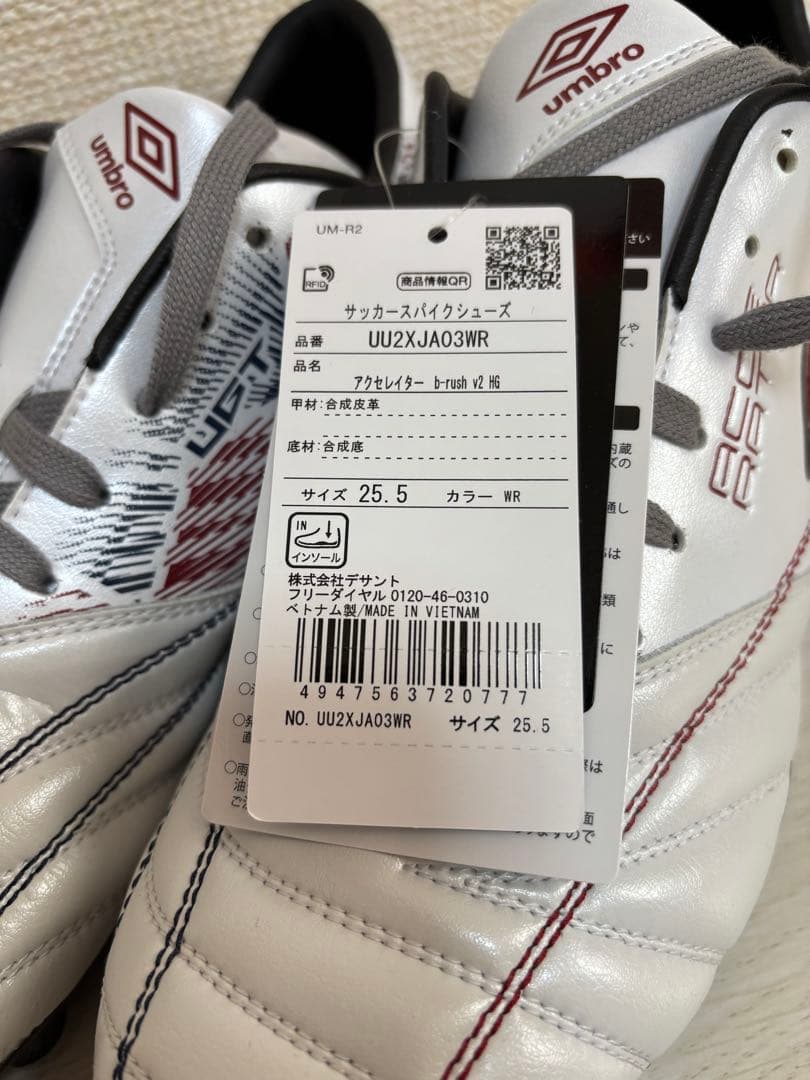 umbro
umbro
UGT
UM-R2
RFID
商品情報QR
サッカースパイクシューズ
品番 UU2XJA03WR
品名
アクセレイター b-rush v2 HG
甲材:合成皮革
底材:合成底
サイズ 25.5 カラー WR
IN
インソール
株式会社デサント
フリーダイヤル 0120-46-0310
ベトナム製/MADE IN VIETNAM
4947563720777
NO. UU2XJA03WR サイズ 25.5
さい